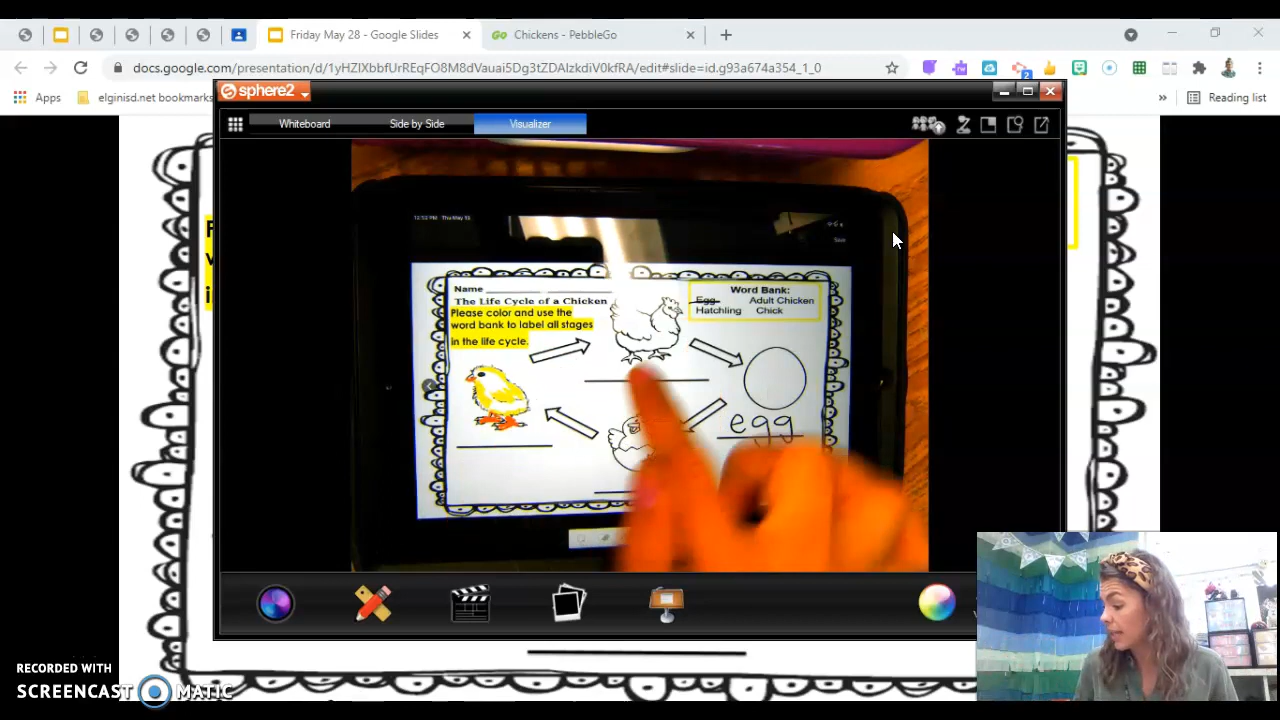 Friday May 28 - Google Slides
Chickens - PebbleGo
docs.google.com/presentation/d/1yHZlXbbfUrREqFO8M8dVauai5Dg3tZDAIzkdiV0kfRA/edit#slide=id.g93a674a354_1_0
Apps
elginisd.net bookmarks
Reading list
sphere2
Whiteboard
Side by Side
Visualizer
Name
The Life Cycle of a Chicken
Please color and use the
word bank to label all stages
in the life cycle.
Word Bank:
Egg Adult Chicken
Hatchling Chick
egg
RECORDED WITH
SCREENCAST MATIC